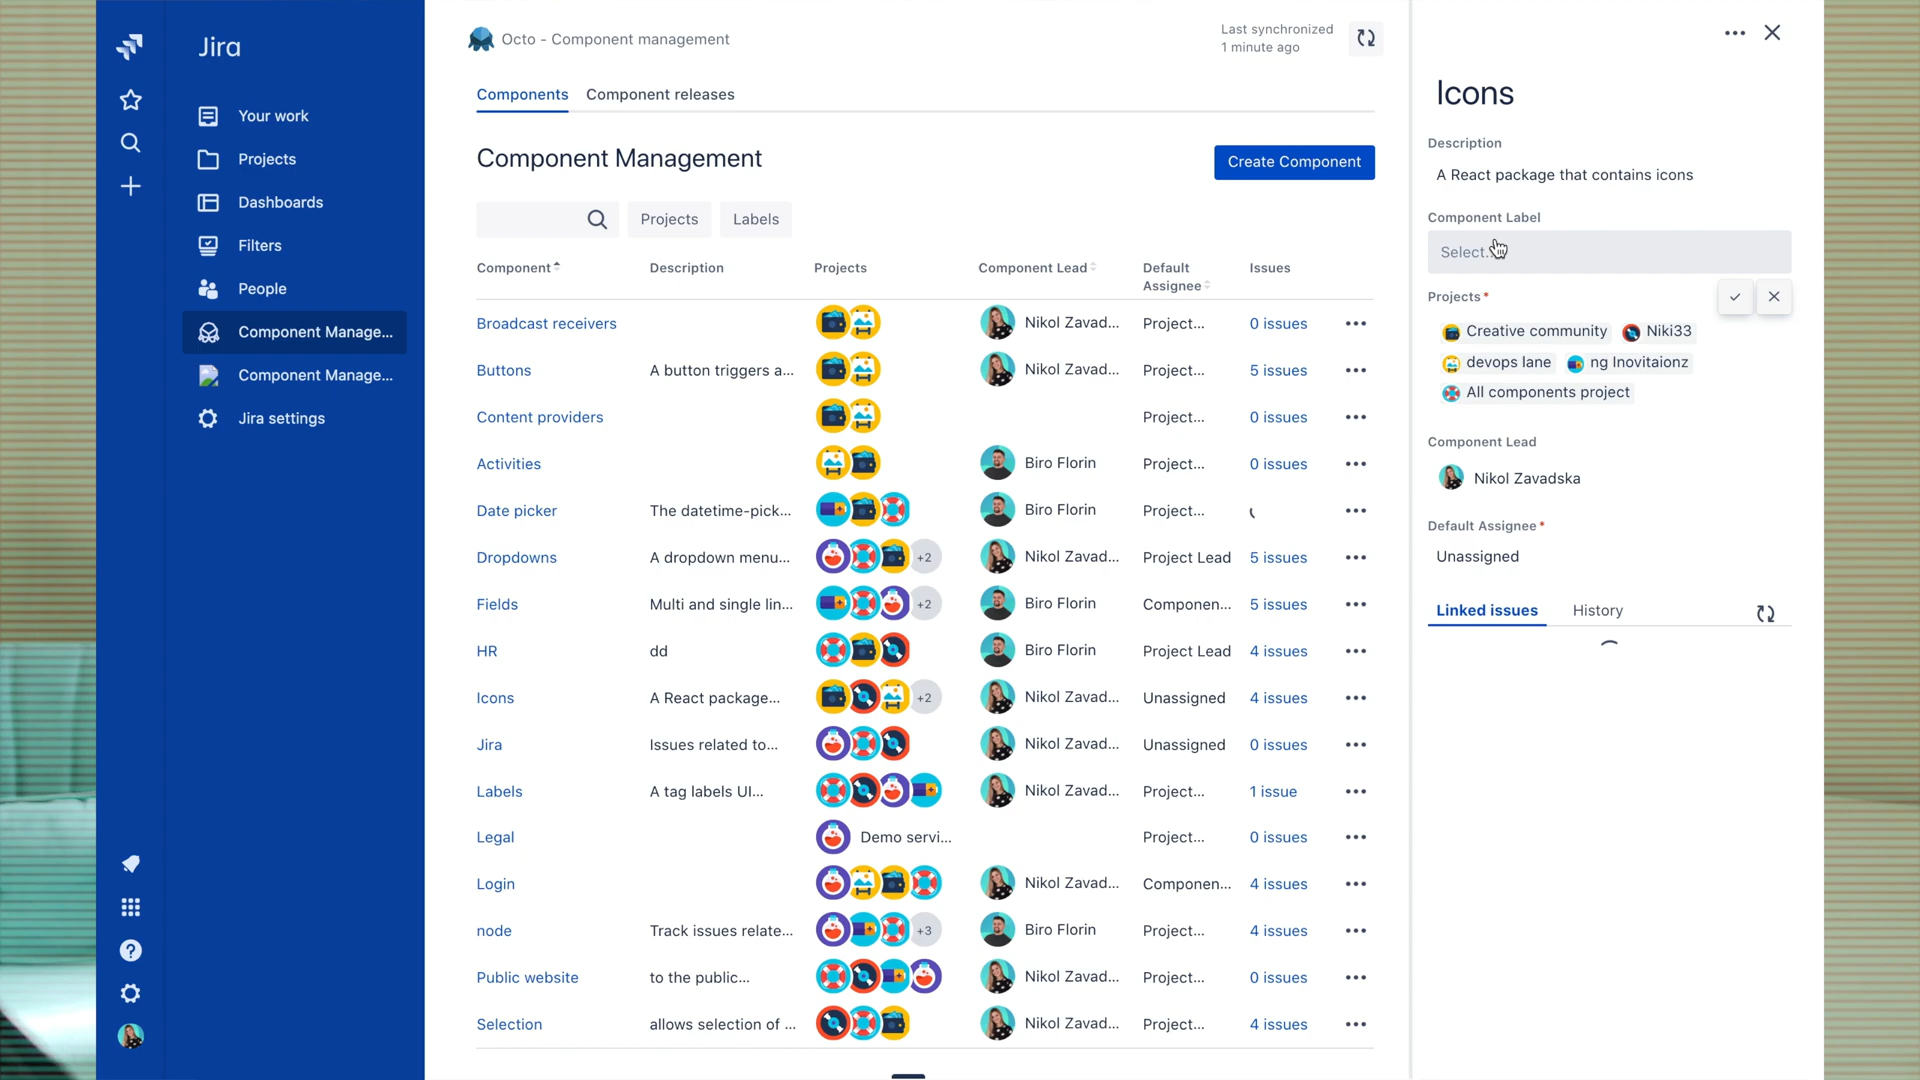 Jira
Your work
Projects
Dashboards
Filters
People
Component Manage...
Component Manage...
Jira settings
Octo - Component management
Last synchronized
1 minute ago
Components
Component releases
Component Management
Create Component
Projects
Labels
Component
Description
Projects
Component Lead
Default
Assignee
Issues
Broadcast receivers
Nikol Zavad...
Project...
0 issues
Buttons
A button triggers a...
Nikol Zavad...
Project...
5 issues
Content providers
Project...
0 issues
Activities
Biro Florin
Project...
0 issues
Date picker
The datetime-pick...
Biro Florin
Project...
Dropdowns
A dropdown menu...
+2
Nikol Zavad...
Project Lead
5 issues
Fields
Multi and single lin...
+2
Biro Florin
Componen...
5 issues
HR
dd
Biro Florin
Project Lead
4 issues
Icons
A React package...
+2
Nikol Zavad...
Unassigned
4 issues
Jira
Issues related to...
Nikol Zavad...
Unassigned
0 issues
Labels
A tag labels UI...
Nikol Zavad...
Project...
1 issue
Legal
Demo servi...
Project...
0 issues
Login
Nikol Zavad...
Componen...
4 issues
node
Track issues relate...
+3
Biro Florin
Project...
4 issues
Public website
to the public...
Nikol Zavad...
Project...
0 issues
Selection
allows selection of ...
Nikol Zavad...
Project...
4 issues
Icons
Description
A React package that contains icons
Component Label
Select...
Projects*
Creative community
Niki33
devops lane
ng Inovitaionz
All components project
Component Lead
Nikol Zavadska
Default Assignee*
Unassigned
Linked issues
History